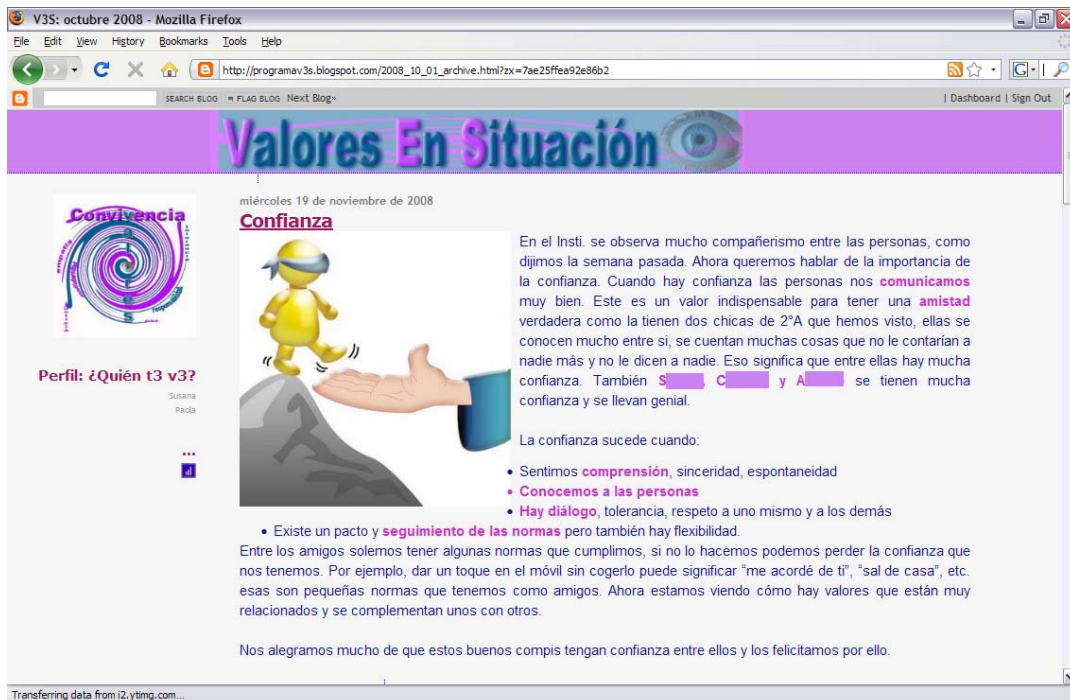 V3S: octubre 2008 - Mozilla Firefox
File Edit View History Bookmarks Tools Help
http://programav3s.blogspot.com/2008_10_01_archive.html?zx=7ae25ffea92e86b2
SEARCH BLOG FLAG BLOG Next Blog» | Dashboard | Sign Out
Valores En Situación
Convivencia
empatía
responsabilidad
Perfil: ¿Quién t3 v3?
Susana
Paola
...
miércoles 19 de noviembre de 2008
Confianza
En el Insti. se observa mucho compañerismo entre las personas, como
dijimos la semana pasada. Ahora queremos hablar de la importancia de
la confianza. Cuando hay confianza las personas nos comunicamos
muy bien. Este es un valor indispensable para tener una amistad
verdadera como la tienen dos chicas de 2°A que hemos visto, ellas se
conocen mucho entre si, se cuentan muchas cosas que no le contarían a
nadie más y no le dicen a nadie. Eso significa que entre ellas hay mucha
confianza. También S , C y A se tienen mucha
confianza y se llevan genial.
La confianza sucede cuando:
• Sentimos comprensión, sinceridad, espontaneidad
• Conocemos a las personas
• Hay diálogo, tolerancia, respeto a uno mismo y a los demás
• Existe un pacto y seguimiento de las normas pero también hay flexibilidad.
Entre los amigos solemos tener algunas normas que cumplimos, si no lo hacemos podemos perder la confianza que
nos tenemos. Por ejemplo, dar un toque en el móvil sin cogerlo puede significar “me acordé de ti”, “sal de casa”, etc.
esas son pequeñas normas que tenemos como amigos. Ahora estamos viendo cómo hay valores que están muy
relacionados y se complementan unos con otros.
Nos alegramos mucho de que estos buenos compis tengan confianza entre ellos y los felicitamos por ello.
Transferring data from i2.ytimg.com...